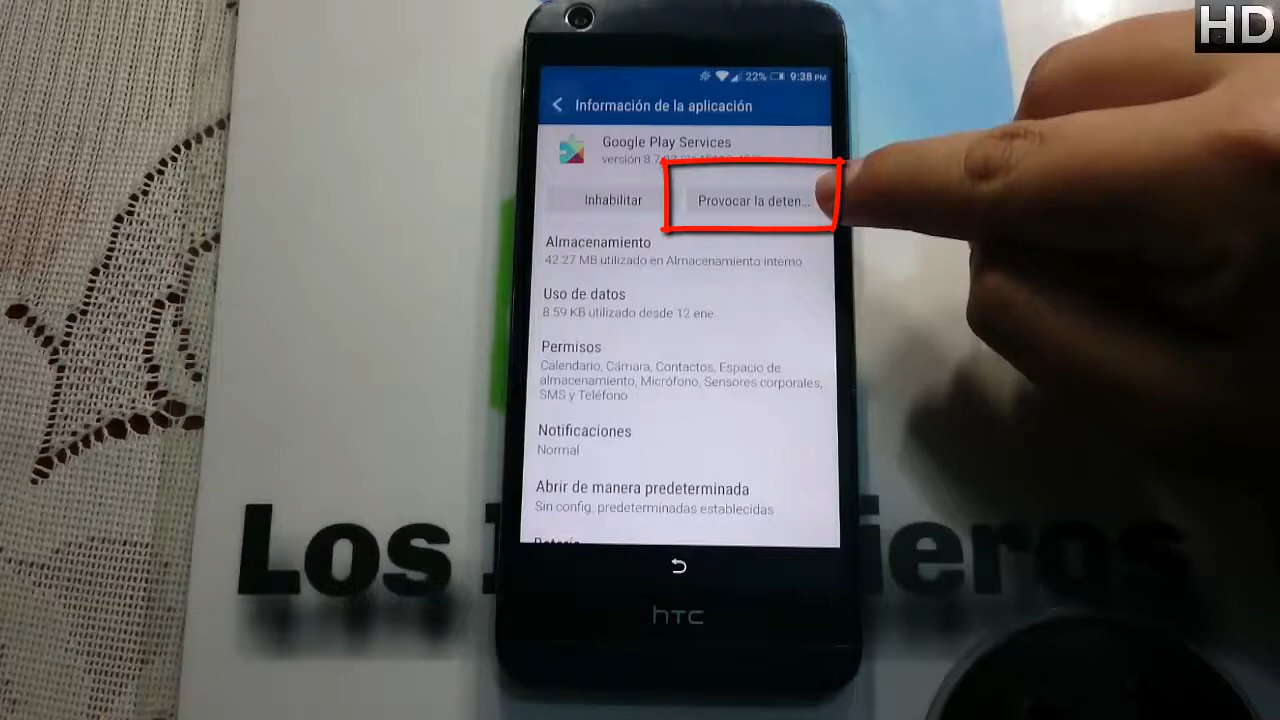 HD
22% 9:38 PM
Información de la aplicación
Google Play Services
versión 8.7
Inhabilitar
Provocar la deten...
Almacenamiento
42.27 MB utilizado en Almacenamiento interno
Uso de datos
8.59 KB utilizado desde 12 ene.
Permisos
Calendario, Cámara, Contactos, Espacio de
almacenamiento, Micrófono, Sensores corporales,
SMS y Teléfono
Notificaciones
Normal
Abrir de manera predeterminada
Sin config. predeterminadas establecidas
Los
ieros
hTC